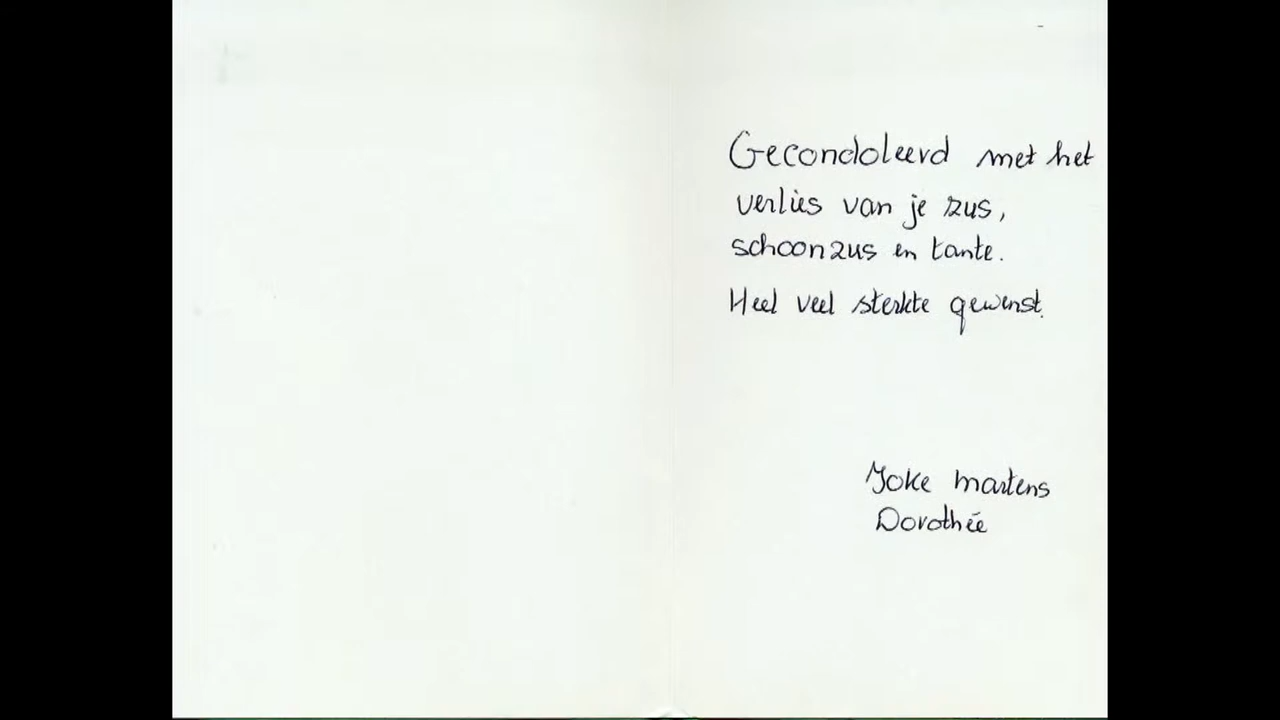 Gecondoleerd met het
verlies van je zus,
schoonzus en tante.
Heel veel sterkte gewenst.
Joke Martens
Dorothée